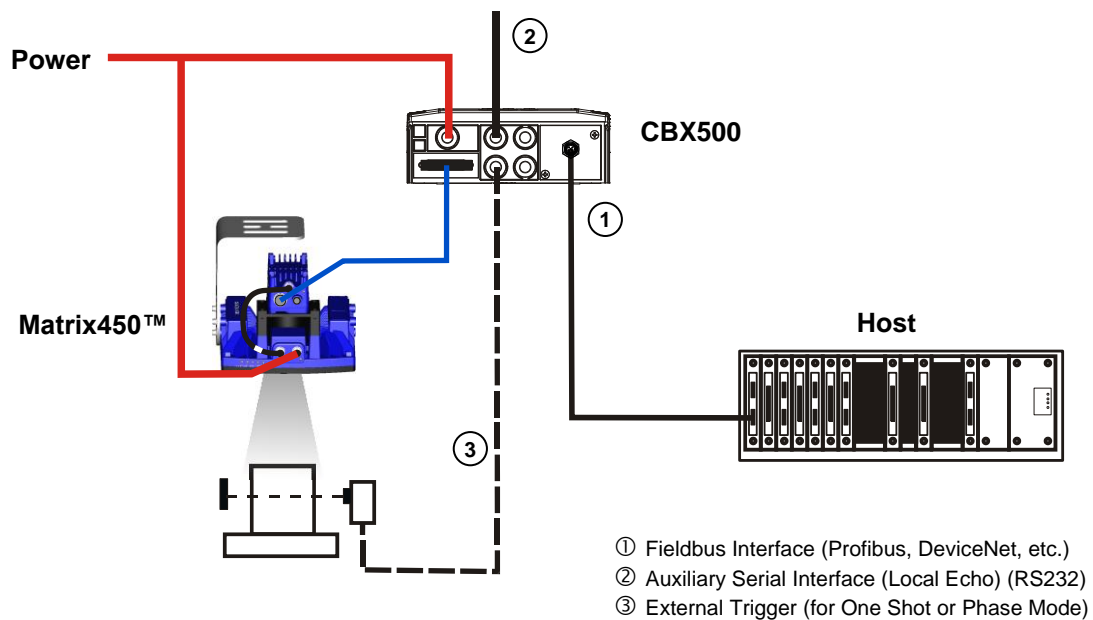 Power
②
CBX500
①
Matrix450™
Host
③
① Fieldbus Interface (Profibus, DeviceNet, etc.)
② Auxiliary Serial Interface (Local Echo) (RS232)
③ External Trigger (for One Shot or Phase Mode)